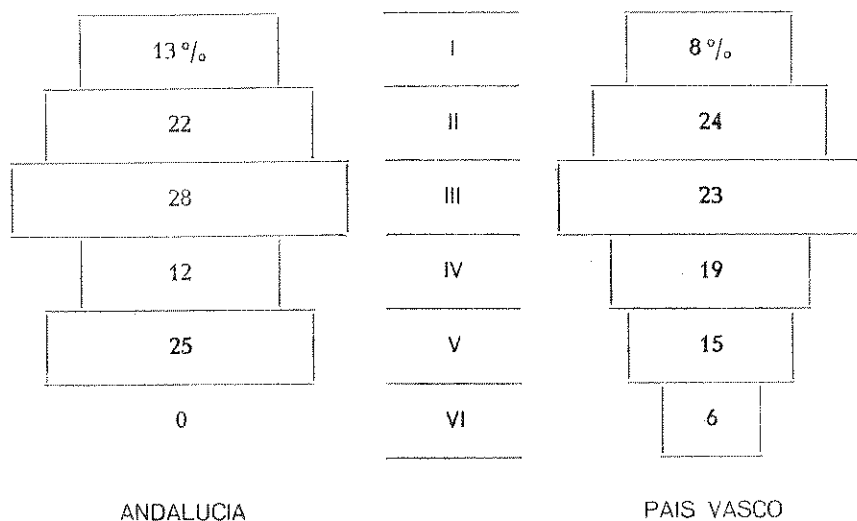 13 % I 8 %
22 II 24
28 III 23
12 IV 19
25 V 15
0 VI 6
ANDALUCIA PAIS VASCO